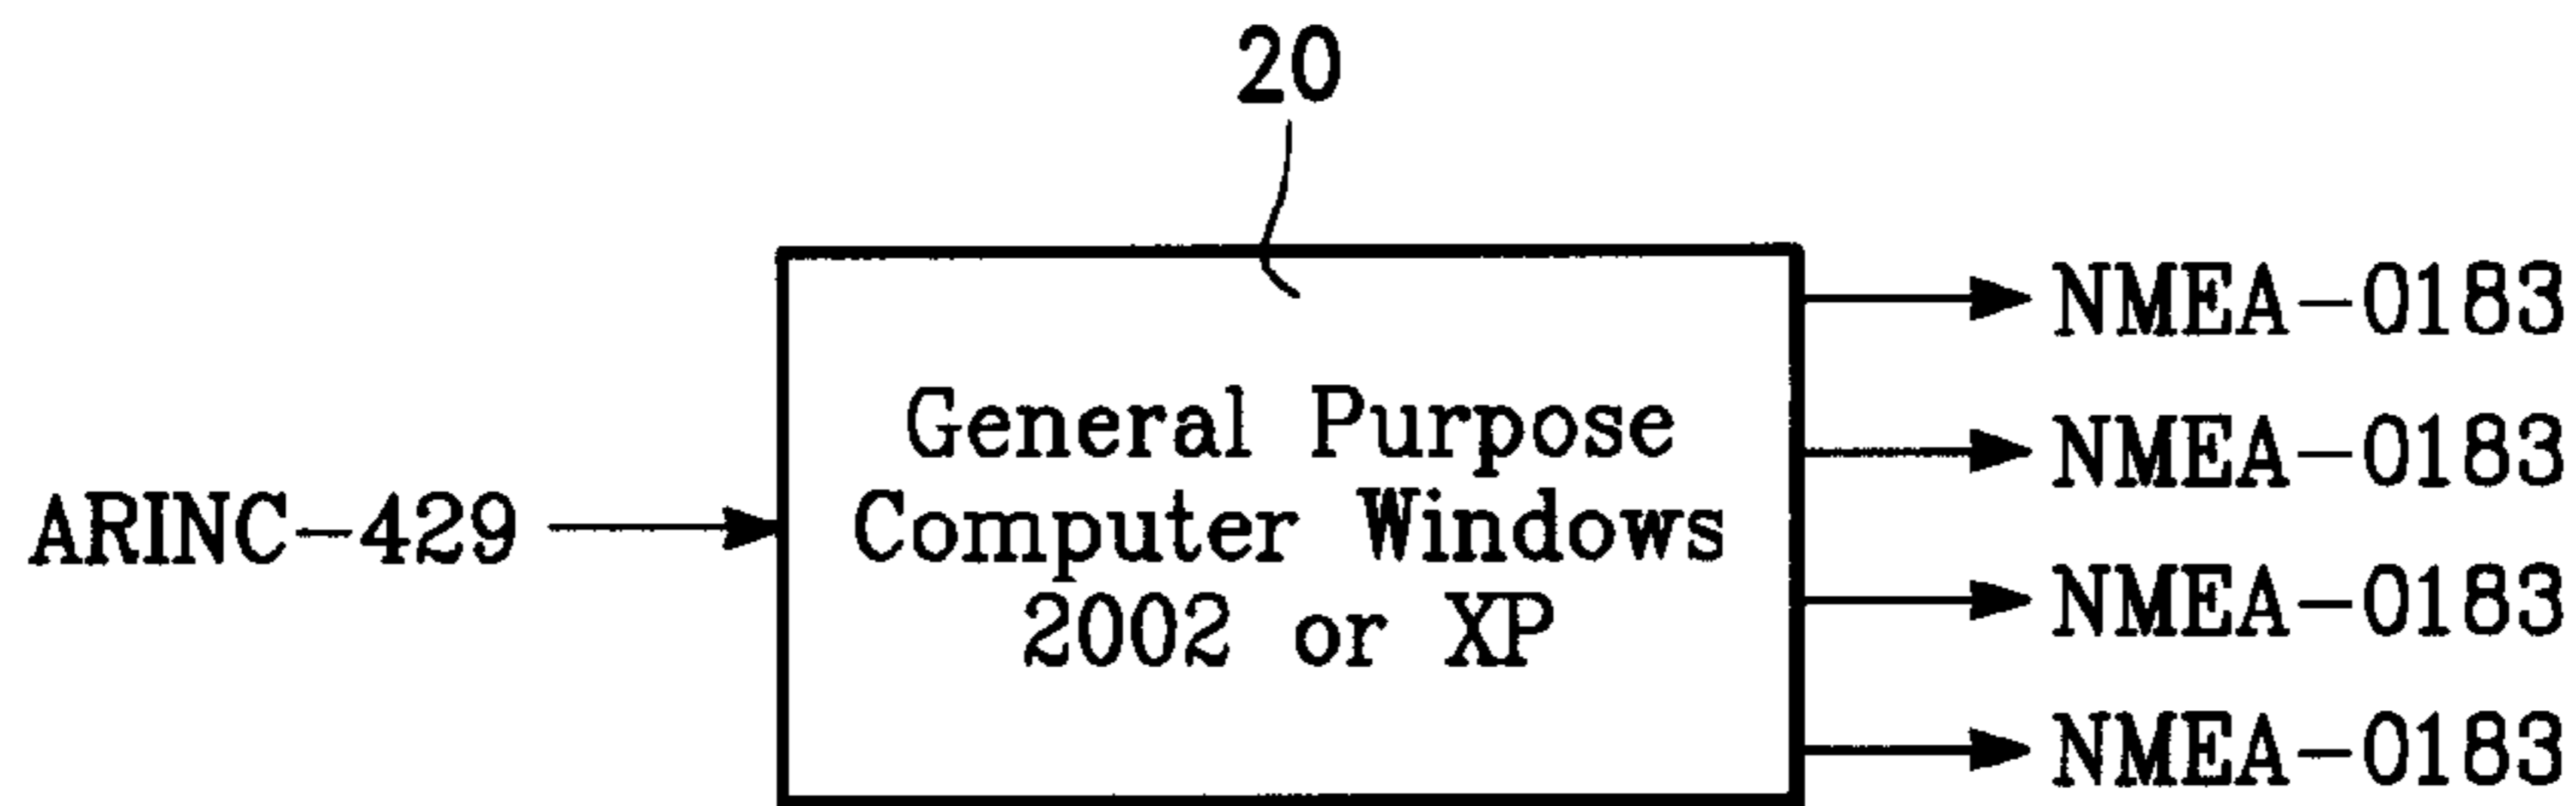 20
NMEA-0183
General Purpose
NMEA-0183
ARINC-429
Computer Windows
2002 or XP
NMEA-0183
NMEA-0183